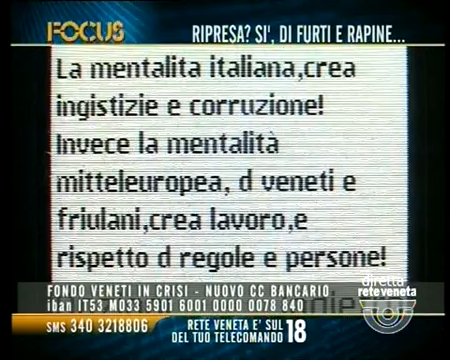 FOCUS
RIPRESA? SI', DI FURTI E RAPINE...
La mentalita italiana,crea
ingistizie e corruzione!
Invece la mentalità
mitteleuropea, d veneti e
friulani,crea lavoro,e
rispetto d regole e persone!
diretta
reteveneta
FONDO VENETI IN CRISI - NUOVO CC BANCARIO
iban IT53 M033 5901 6001 0000 0078 840
SMS 340 3218806
RETE VENETA E' SUL
DEL TUO TELECOMANDO 18